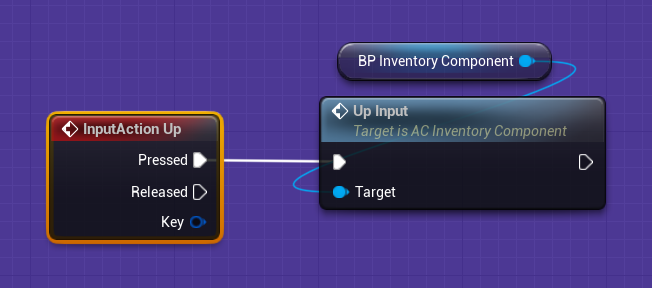 BP Inventory Component
Up Input
Target is AC Inventory Component
InputAction Up
Pressed
Released
Target
Key